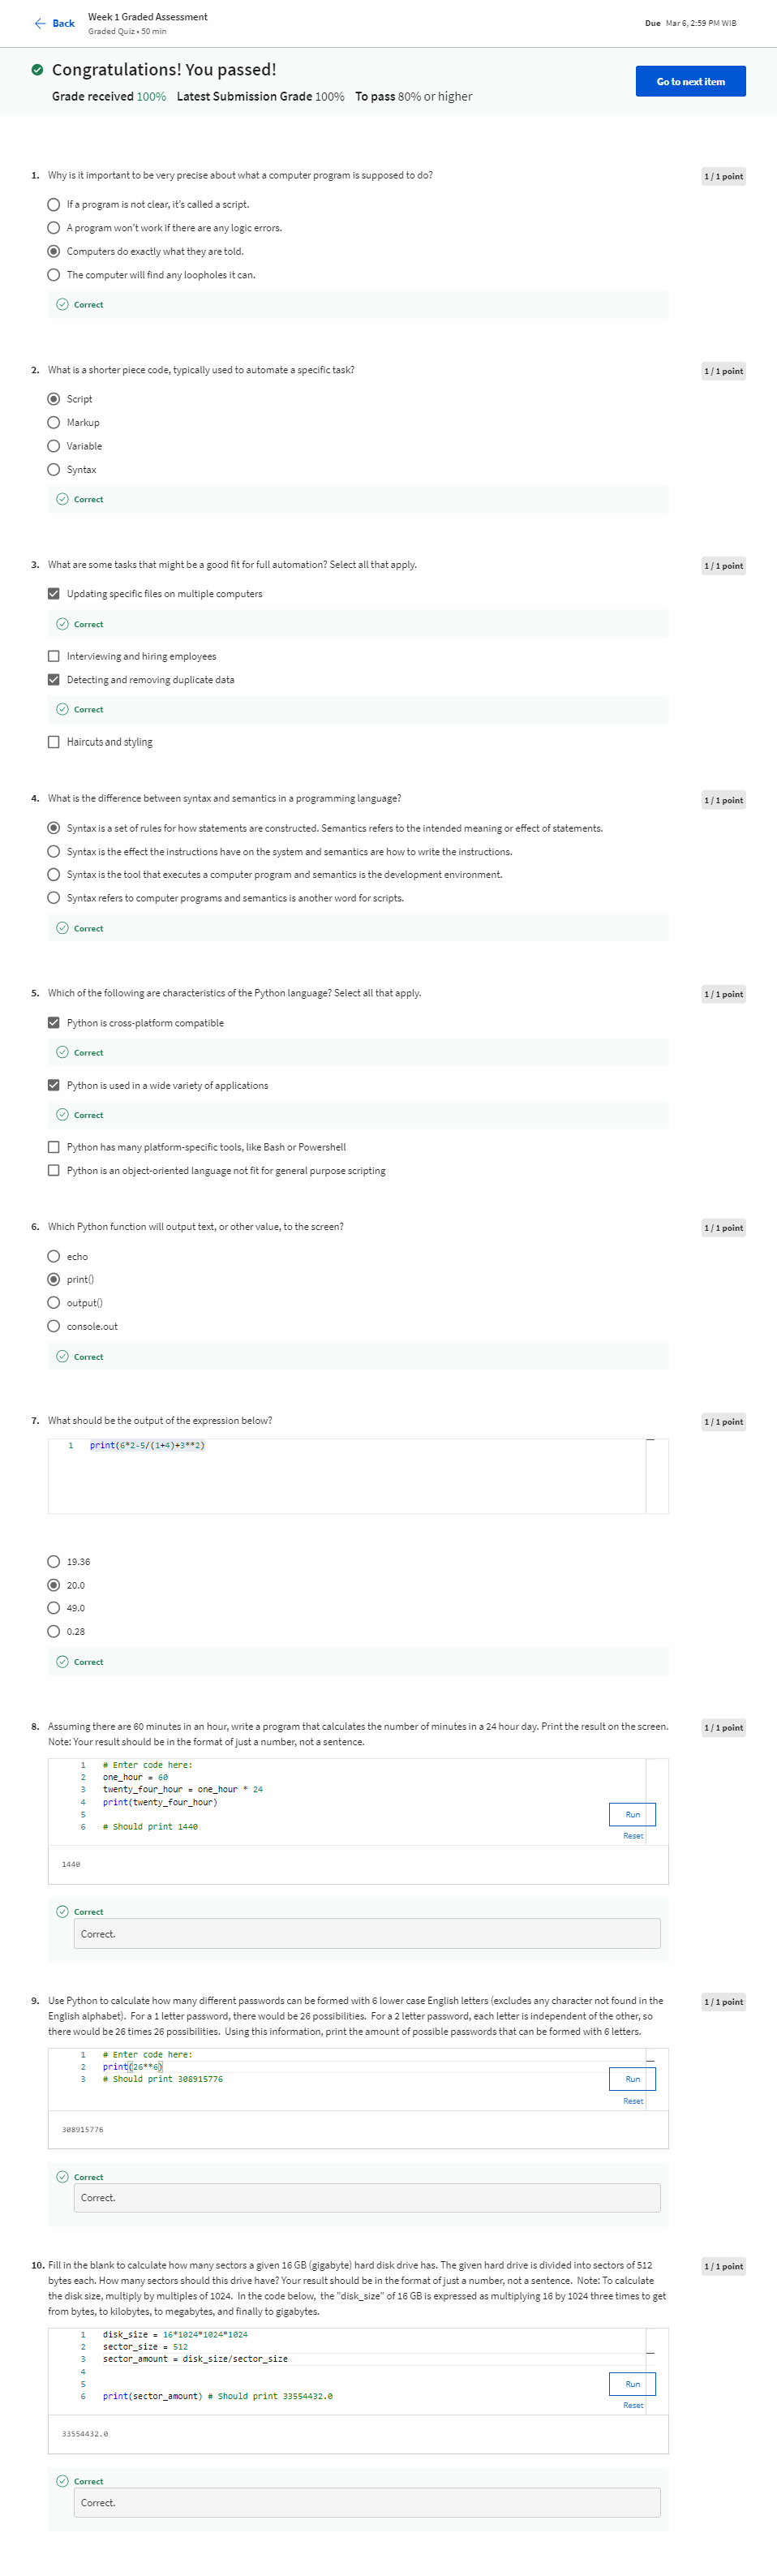 Back
Week 1 Graded Assessment
Graded Quiz • 50 min
Due Mar 6, 2:59 PM WIB
Congratulations! You passed!
Grade received 100% Latest Submission Grade 100% To pass 80% or higher
Go to next item
1. Why is it important to be very precise about what a computer program is supposed to do?
1 / 1 point
If a program is not clear, it's called a script.
A program won't work if there are any logic errors.
Computers do exactly what they are told.
The computer will find any loopholes it can.
Correct
2. What is a shorter piece code, typically used to automate a specific task?
1 / 1 point
Script
Markup
Variable
Syntax
Correct
3. What are some tasks that might be a good fit for full automation? Select all that apply.
1 / 1 point
Updating specific files on multiple computers
Correct
Interviewing and hiring employees
Detecting and removing duplicate data
Correct
Haircuts and styling
4. What is the difference between syntax and semantics in a programming language?
1 / 1 point
Syntax is a set of rules for how statements are constructed. Semantics refers to the intended meaning or effect of statements.
Syntax is the effect the instructions have on the system and semantics are how to write the instructions.
Syntax is the tool that executes a computer program and semantics is the development environment.
Syntax refers to computer programs and semantics is another word for scripts.
Correct
5. Which of the following are characteristics of the Python language? Select all that apply.
1 / 1 point
Python is cross-platform compatible
Correct
Python is used in a wide variety of applications
Correct
Python has many platform-specific tools, like Bash or Powershell
Python is an object-oriented language not fit for general purpose scripting
6. Which Python function will output text, or other value, to the screen?
1 / 1 point
echo
print()
output()
console.out
Correct
7. What should be the output of the expression below?
1 / 1 point
1 print(6*2-5/(1+4)+3**2)
19.36
20.0
49.0
0.28
Correct
8. Assuming there are 60 minutes in an hour, write a program that calculates the number of minutes in a 24 hour day. Print the result on the screen.
1 / 1 point
Note: Your result should be in the format of just a number, not a sentence.
1 # Enter code here:
2 one_hour = 60
3 twenty_four_hour = one_hour * 24
4 print(twenty_four_hour)
5
6 # Should print 1440
Run
Reset
1440
Correct
Correct.
9. Use Python to calculate how many different passwords can be formed with 6 lower case English letters (excludes any character not found in the
1 / 1 point
English alphabet). For a 1 letter password, there would be 26 possibilities. For a 2 letter password, each letter is independent of the other, so
there would be 26 times 26 possibilities. Using this information, print the amount of possible passwords that can be formed with 6 letters.
1 # Enter code here:
2 print(26**6)
3 # Should print 308915776
Run
Reset
308915776
Correct
Correct.
10. Fill in the blank to calculate how many sectors a given 16 GB (gigabyte) hard disk drive has. The given hard drive is divided into sectors of 512
1 / 1 point
bytes each. How many sectors should this drive have? Your result should be in the format of just a number, not a sentence. Note: To calculate
the disk size, multiply by multiples of 1024. In the code below, the "disk_size" of 16 GB is expressed as multiplying 16 by 1024 three times to get
from bytes, to kilobytes, to megabytes, and finally to gigabytes.
1 disk_size = 16*1024*1024*1024
2 sector_size = 512
3 sector_amount = disk_size/sector_size
4
5
6 print(sector_amount) # Should print 33554432.0
Run
Reset
33554432.0
Correct
Correct.